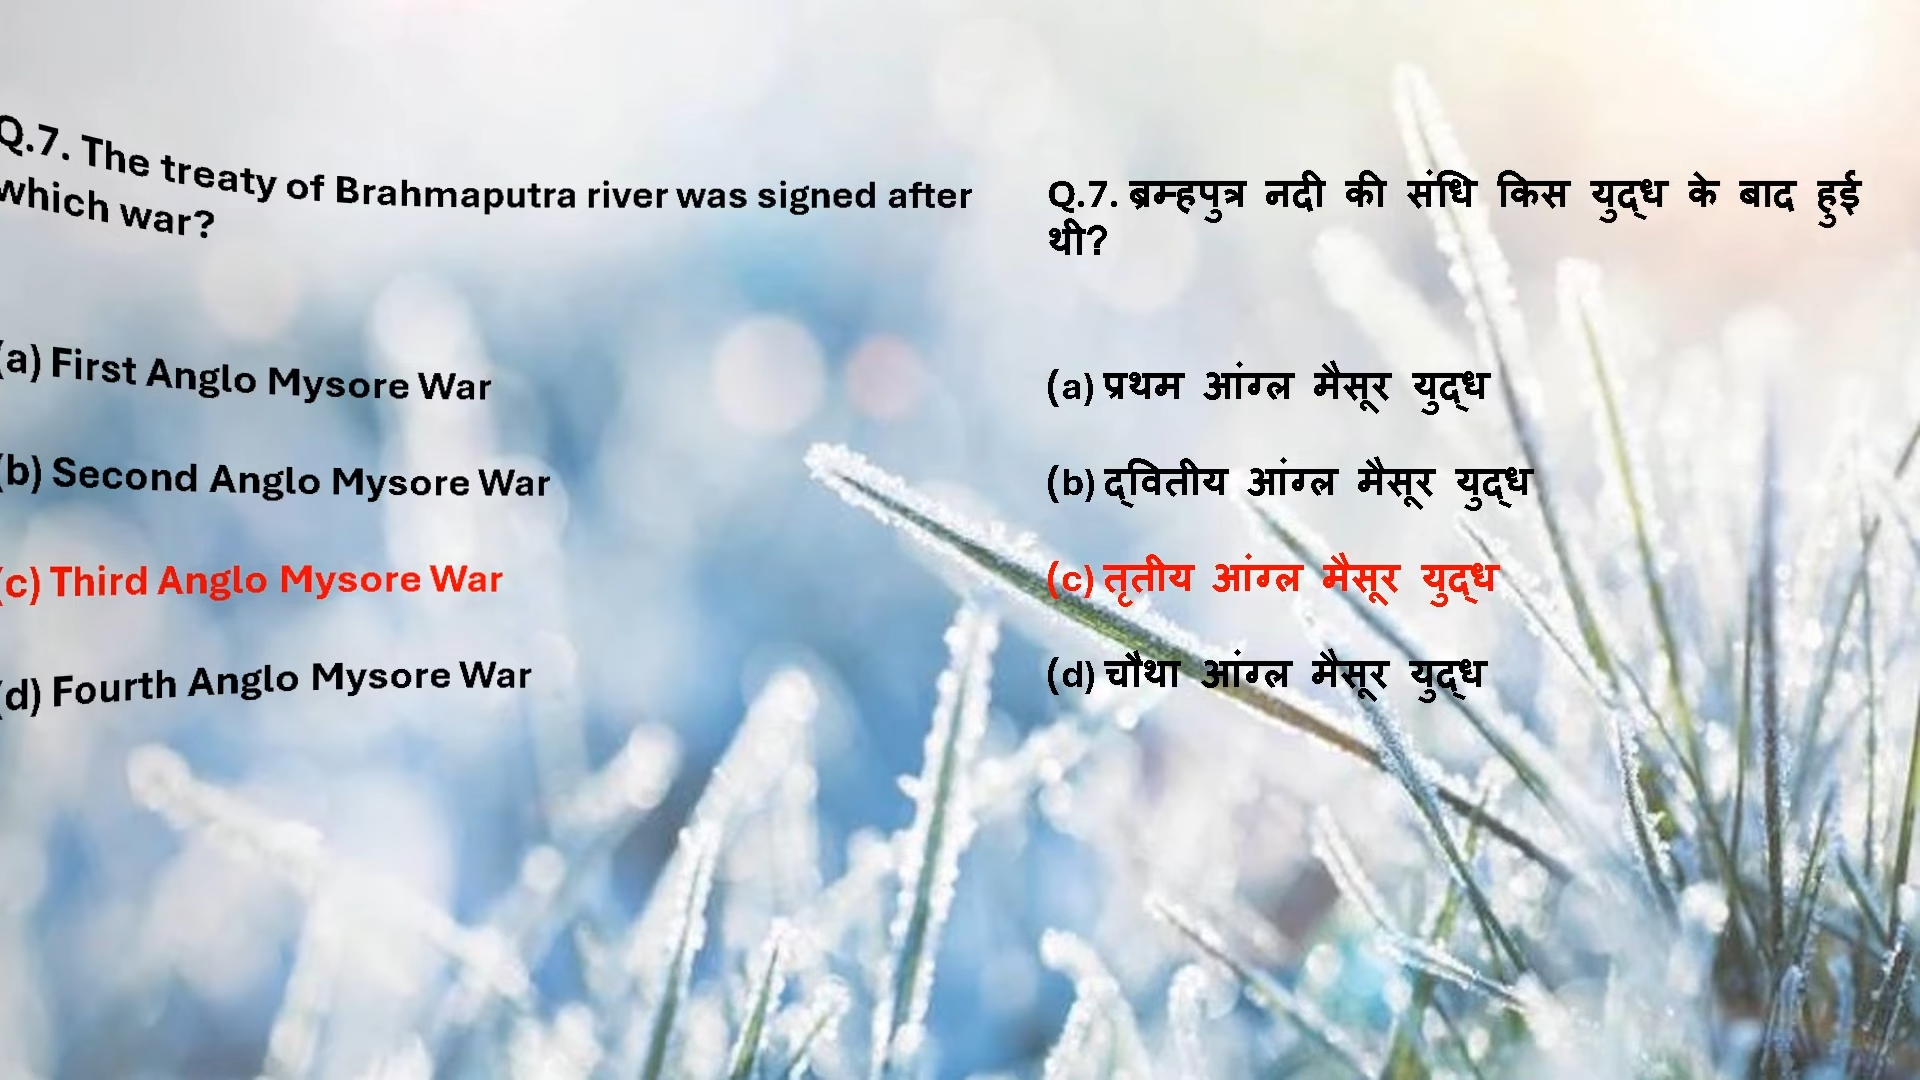 Q.7. The treaty of Brahmaputra river was signed after
which war?
(a) First Anglo Mysore War
(b) Second Anglo Mysore War
(c) Third Anglo Mysore War
(d) Fourth Anglo Mysore War
Q.7. ब्रम्हपुत्र नदी की संधि किस युद्ध के बाद हुई
थी?
(a) प्रथम आंग्ल मैसूर युद्ध
(b) द्वितीय आंग्ल मैसूर युद्ध
(c) तृतीय आंग्ल मैसूर युद्ध
(d) चौथा आंग्ल मैसूर युद्ध